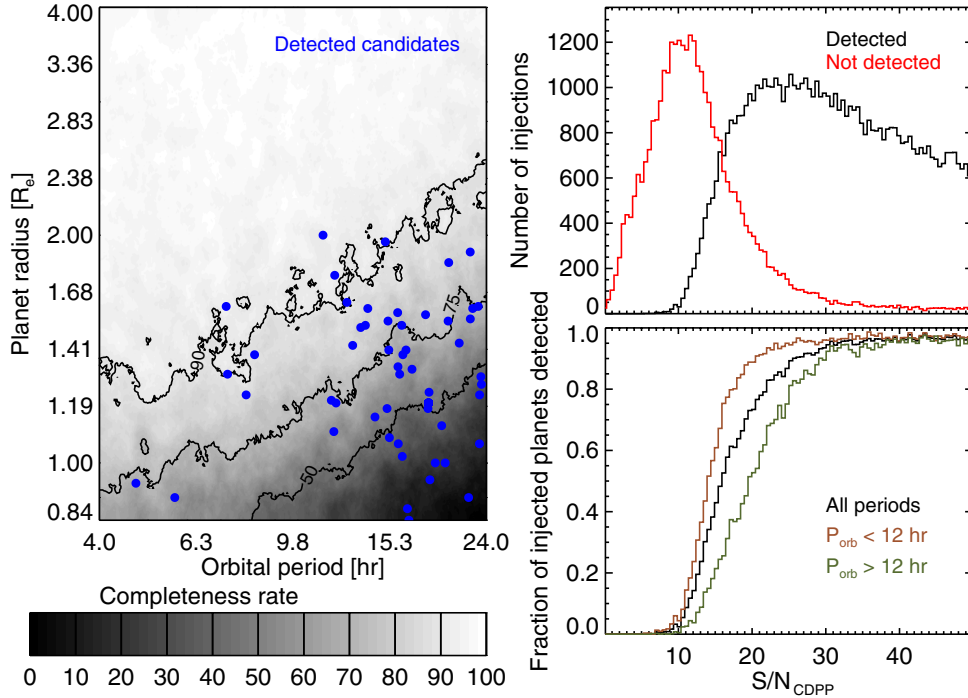 4.00
3.36
2.83
2.38
2.00
1.68
1.41
1.19
1.00
0.84
Planet radius [Re]
Detected candidates
90
75
50
4.0 6.3 9.8 15.3 24.0
Orbital period [hr]
Completeness rate
0 10 20 30 40 50 60 70 80 90 100
1200
1000
800
600
400
200
0
Number of injections
Detected
Not detected
1.0
0.8
0.6
0.4
0.2
0.0
Fraction of injected planets detected
All periods
Porb < 12 hr
Porb > 12 hr
10 20 30 40
S/NCDPP